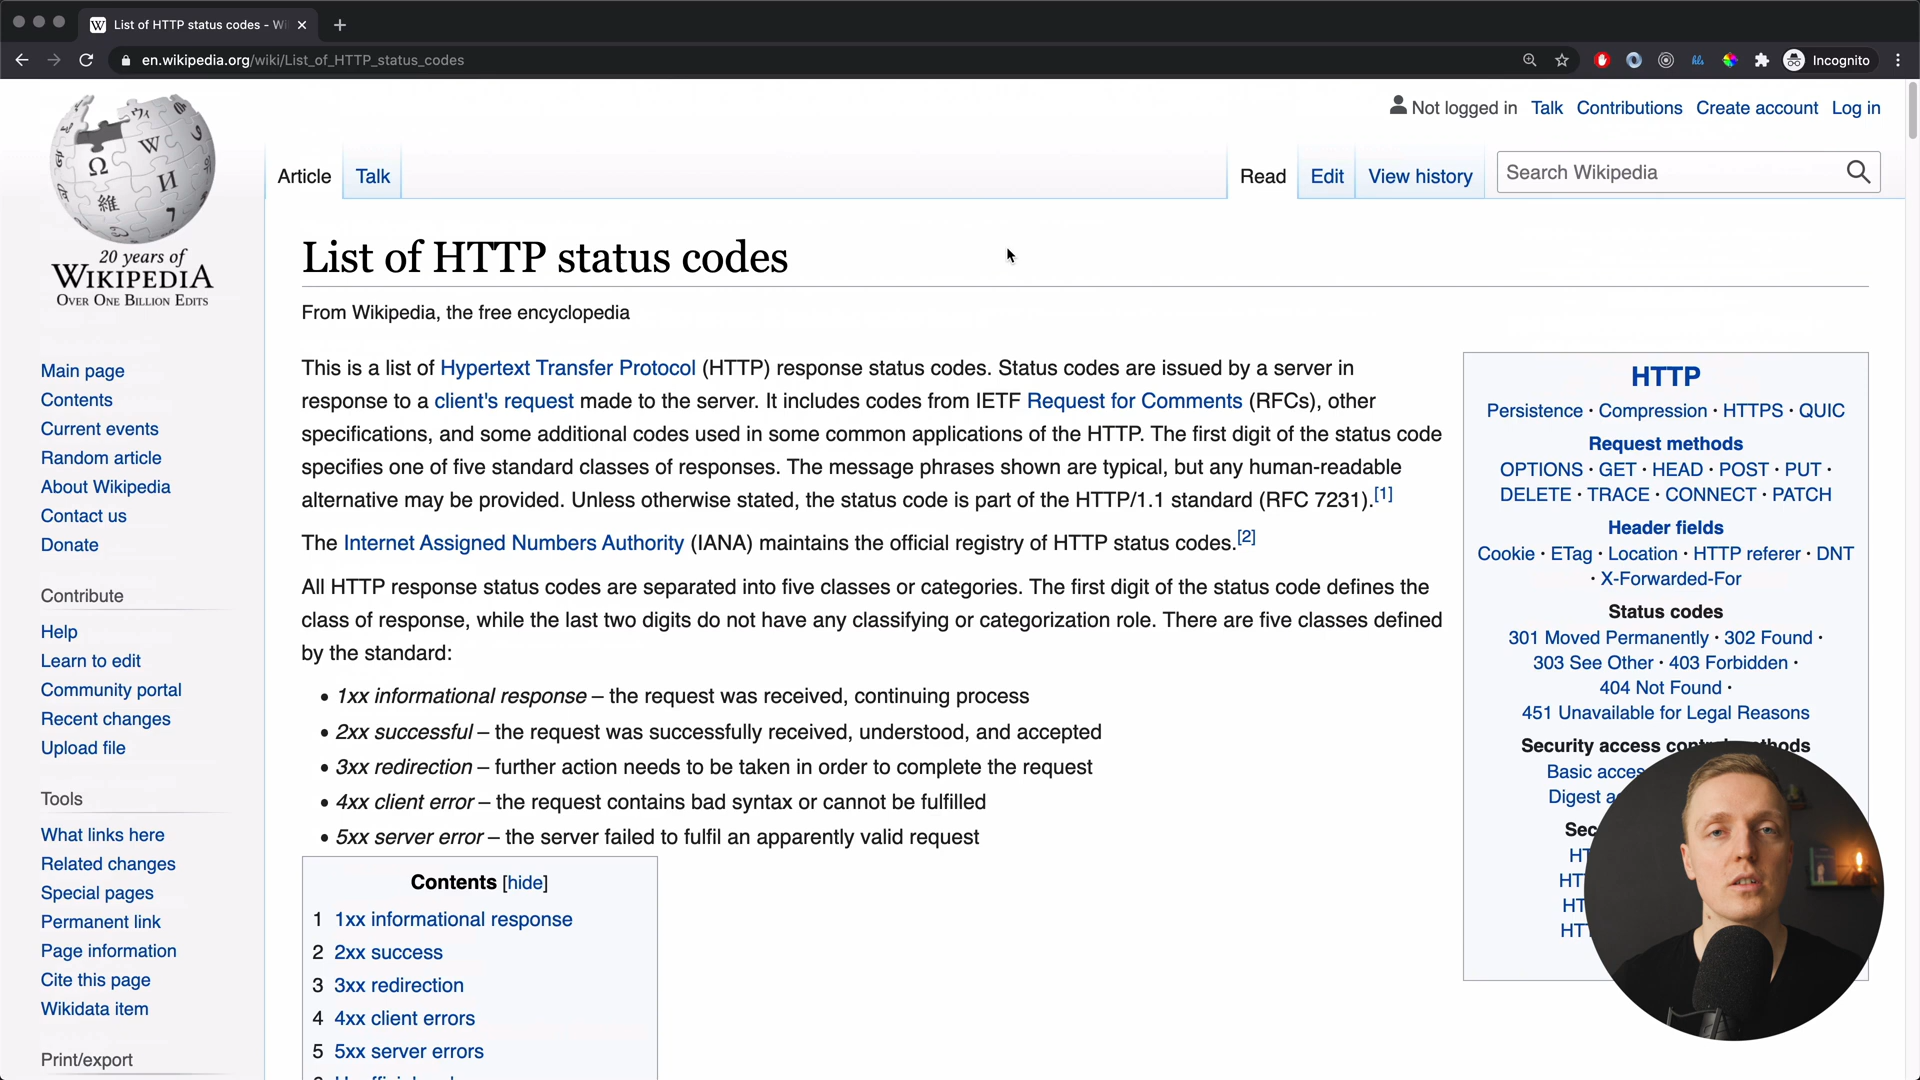 List of HTTP status codes - Wi
en.wikipedia.org/wiki/List_of_HTTP_status_codes
Incognito
Not logged in Talk Contributions Create account Log in
Article Talk Read Edit View history Search Wikipedia
20 years of
WIKIPEDIA
Over One Billion Edits
Main page
Contents
Current events
Random article
About Wikipedia
Contact us
Donate
Contribute
Help
Learn to edit
Community portal
Recent changes
Upload file
Tools
What links here
Related changes
Special pages
Permanent link
Page information
Cite this page
Wikidata item
Print/export
List of HTTP status codes
From Wikipedia, the free encyclopedia
This is a list of Hypertext Transfer Protocol (HTTP) response status codes. Status codes are issued by a server in
response to a client's request made to the server. It includes codes from IETF Request for Comments (RFCs), other
specifications, and some additional codes used in some common applications of the HTTP. The first digit of the status code
specifies one of five standard classes of responses. The message phrases shown are typical, but any human-readable
alternative may be provided. Unless otherwise stated, the status code is part of the HTTP/1.1 standard (RFC 7231).[1]
The Internet Assigned Numbers Authority (IANA) maintains the official registry of HTTP status codes.[2]
All HTTP response status codes are separated into five classes or categories. The first digit of the status code defines the
class of response, while the last two digits do not have any classifying or categorization role. There are five classes defined
by the standard:
• 1xx informational response – the request was received, continuing process
• 2xx successful – the request was successfully received, understood, and accepted
• 3xx redirection – further action needs to be taken in order to complete the request
• 4xx client error – the request contains bad syntax or cannot be fulfilled
• 5xx server error – the server failed to fulfil an apparently valid request
Contents [hide]
1 1xx informational response
2 2xx success
3 3xx redirection
4 4xx client errors
5 5xx server errors
HTTP
Persistence · Compression · HTTPS · QUIC
Request methods
OPTIONS · GET · HEAD · POST · PUT ·
DELETE · TRACE · CONNECT · PATCH
Header fields
Cookie · ETag · Location · HTTP referer · DNT
· X-Forwarded-For
Status codes
301 Moved Permanently · 302 Found ·
303 See Other · 403 Forbidden ·
404 Not Found ·
451 Unavailable for Legal Reasons
Security access
Basic
Digest